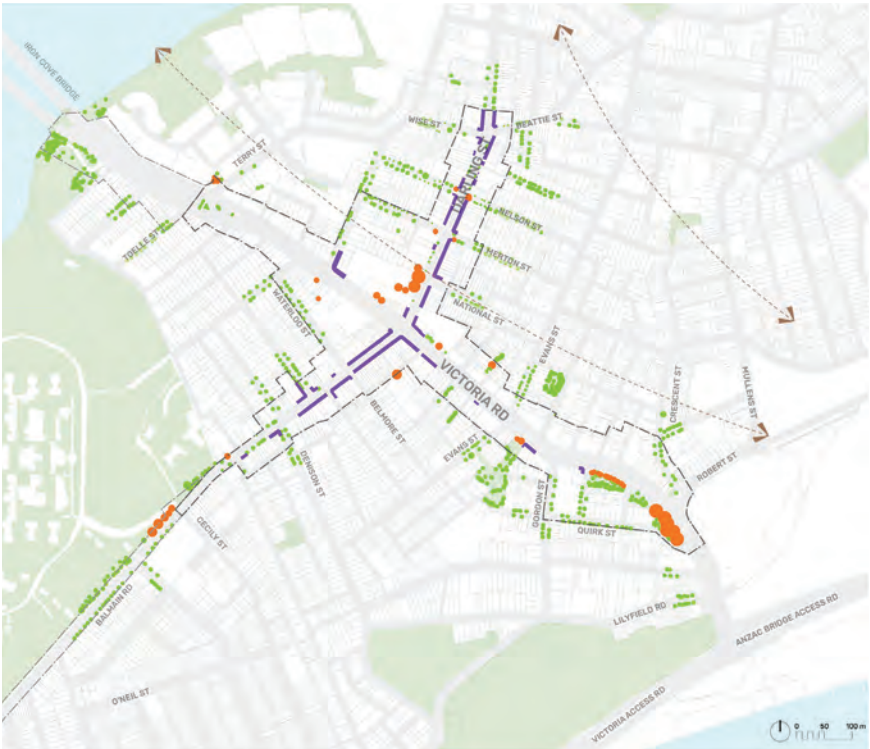 IRON COVE BRIDGE
WISE ST
BEATTIE ST
TERRY ST
DARLING ST
NELSON ST
TOELLE ST
MERTON ST
WATERLOO ST
NATIONAL ST
EVANS ST
VICTORIA RD
CRESCENT ST
MULLENS ST
BELMORE ST
EVANS ST
DENISON ST
ROBERT ST
GORDON ST
CECILY ST
QUIRK ST
BALMAIN RD
LILYFIELD RD
ANZAC BRIDGE ACCESS RD
O'NEIL ST
VICTORIA ACCESS RD
0 50 100 m